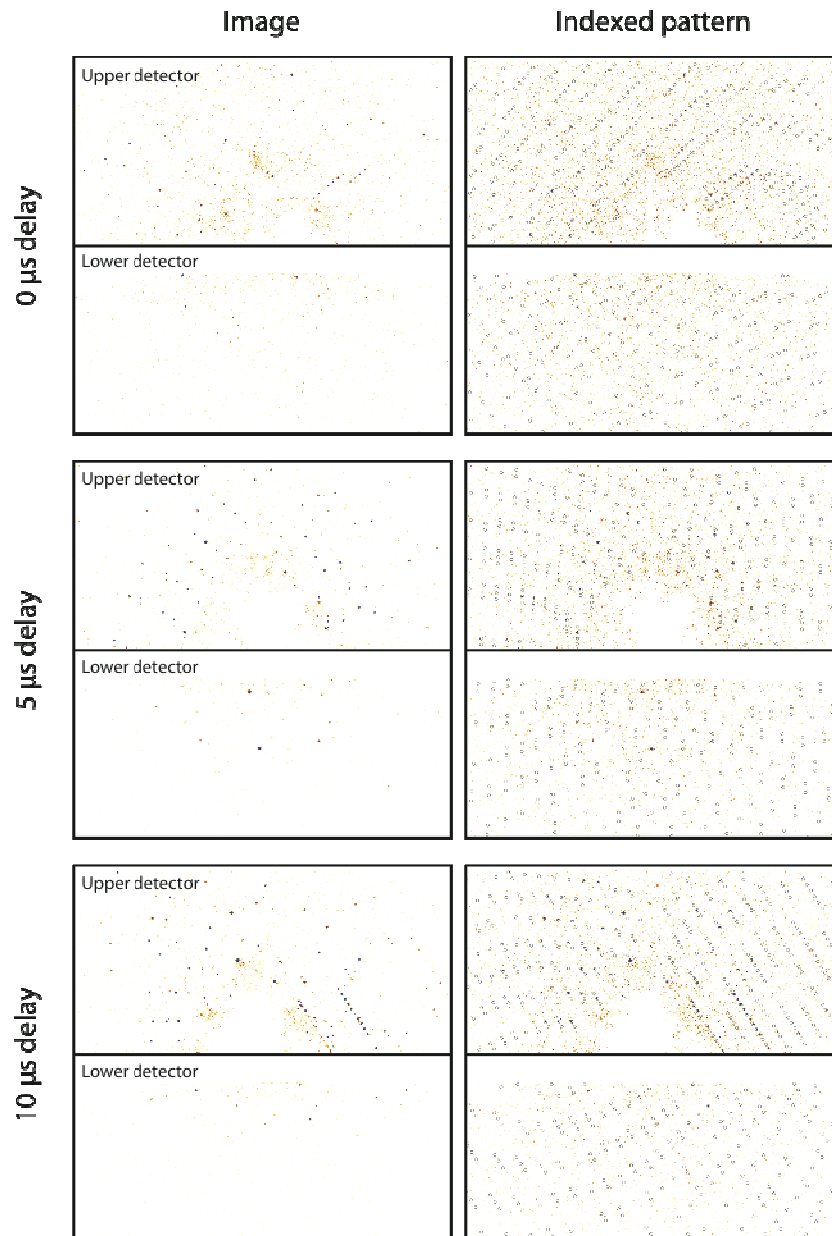 Image
Indexed pattern
0 µs delay
Upper detector
Lower detector
5 µs delay
Upper detector
Lower detector
10 µs delay
Upper detector
Lower detector